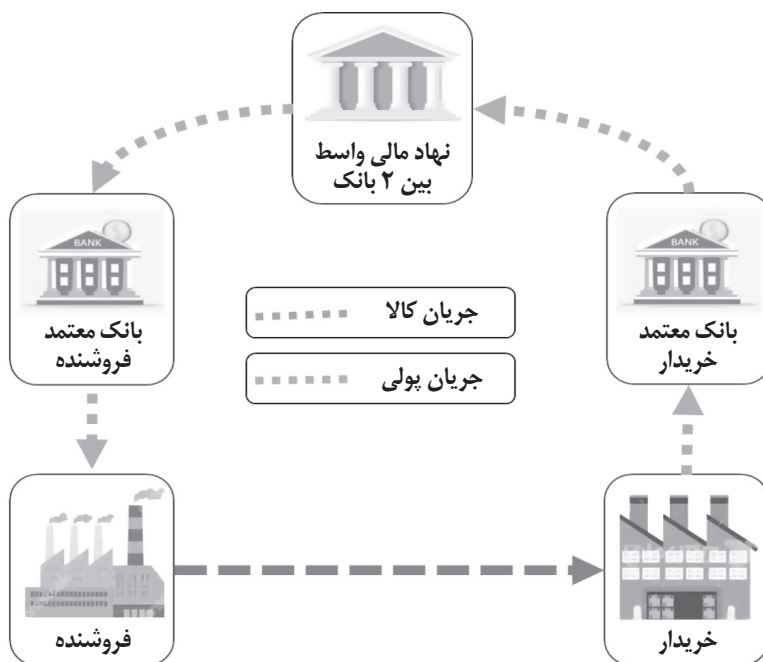 نهاد مالی واسط
بین ۲ بانک
BANK
بانک معتمد
خریدار
BANK
بانک معتمد
فروشنده
جریان کالا
جریان پولی
خریدار
فروشنده